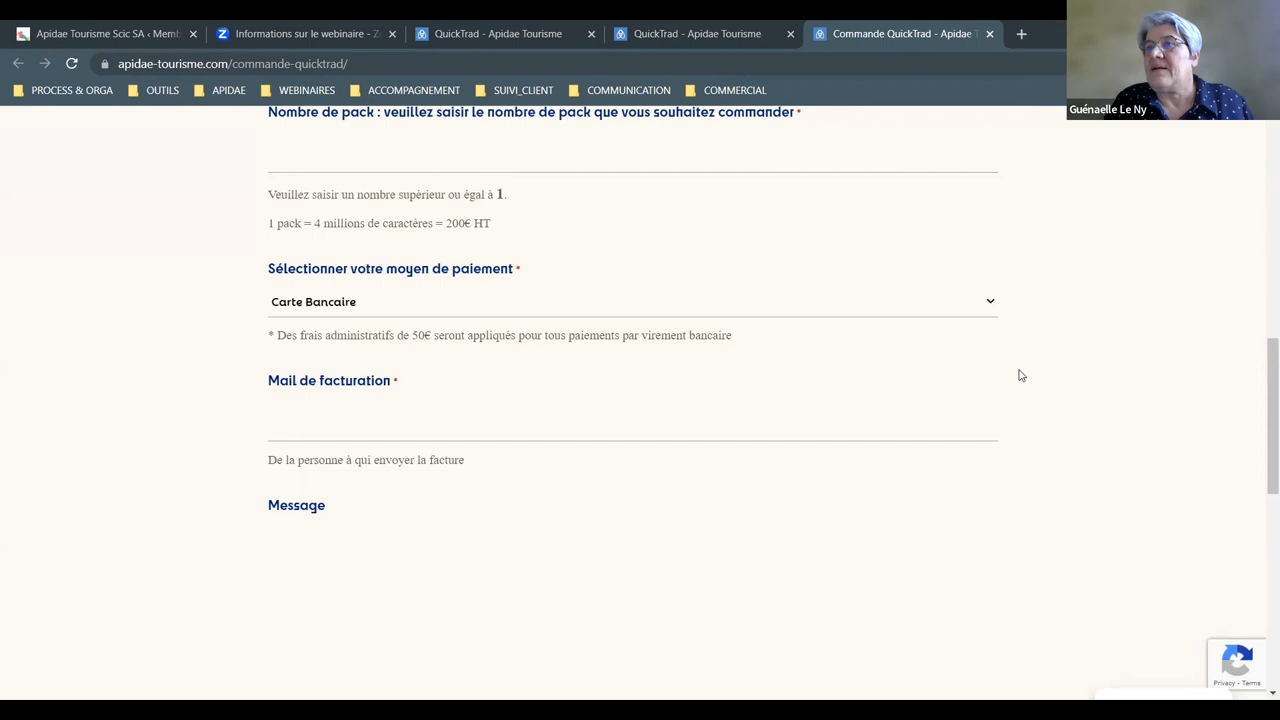 Apidae Tourisme Scic SA ‹ Memb
Informations sur le webinaire - Z
QuickTrad - Apidae Tourisme
QuickTrad - Apidae Tourisme
Commande QuickTrad - Apidae T
apidae-tourisme.com/commande-quicktrad/
PROCESS & ORGA
OUTILS
APIDAE
WEBINAIRES
ACCOMPAGNEMENT
SUIVI_CLIENT
COMMUNICATION
COMMERCIAL
Guénaelle Le Ny
Nombre de pack : veuillez saisir le nombre de pack que vous souhaitez commander *
Veuillez saisir un nombre supérieur ou égal à 1.
1 pack = 4 millions de caractères = 200€ HT
Sélectionner votre moyen de paiement *
Carte Bancaire
* Des frais administratifs de 50€ seront appliqués pour tous paiements par virement bancaire
Mail de facturation *
De la personne à qui envoyer la facture
Message
Privacy - Terms